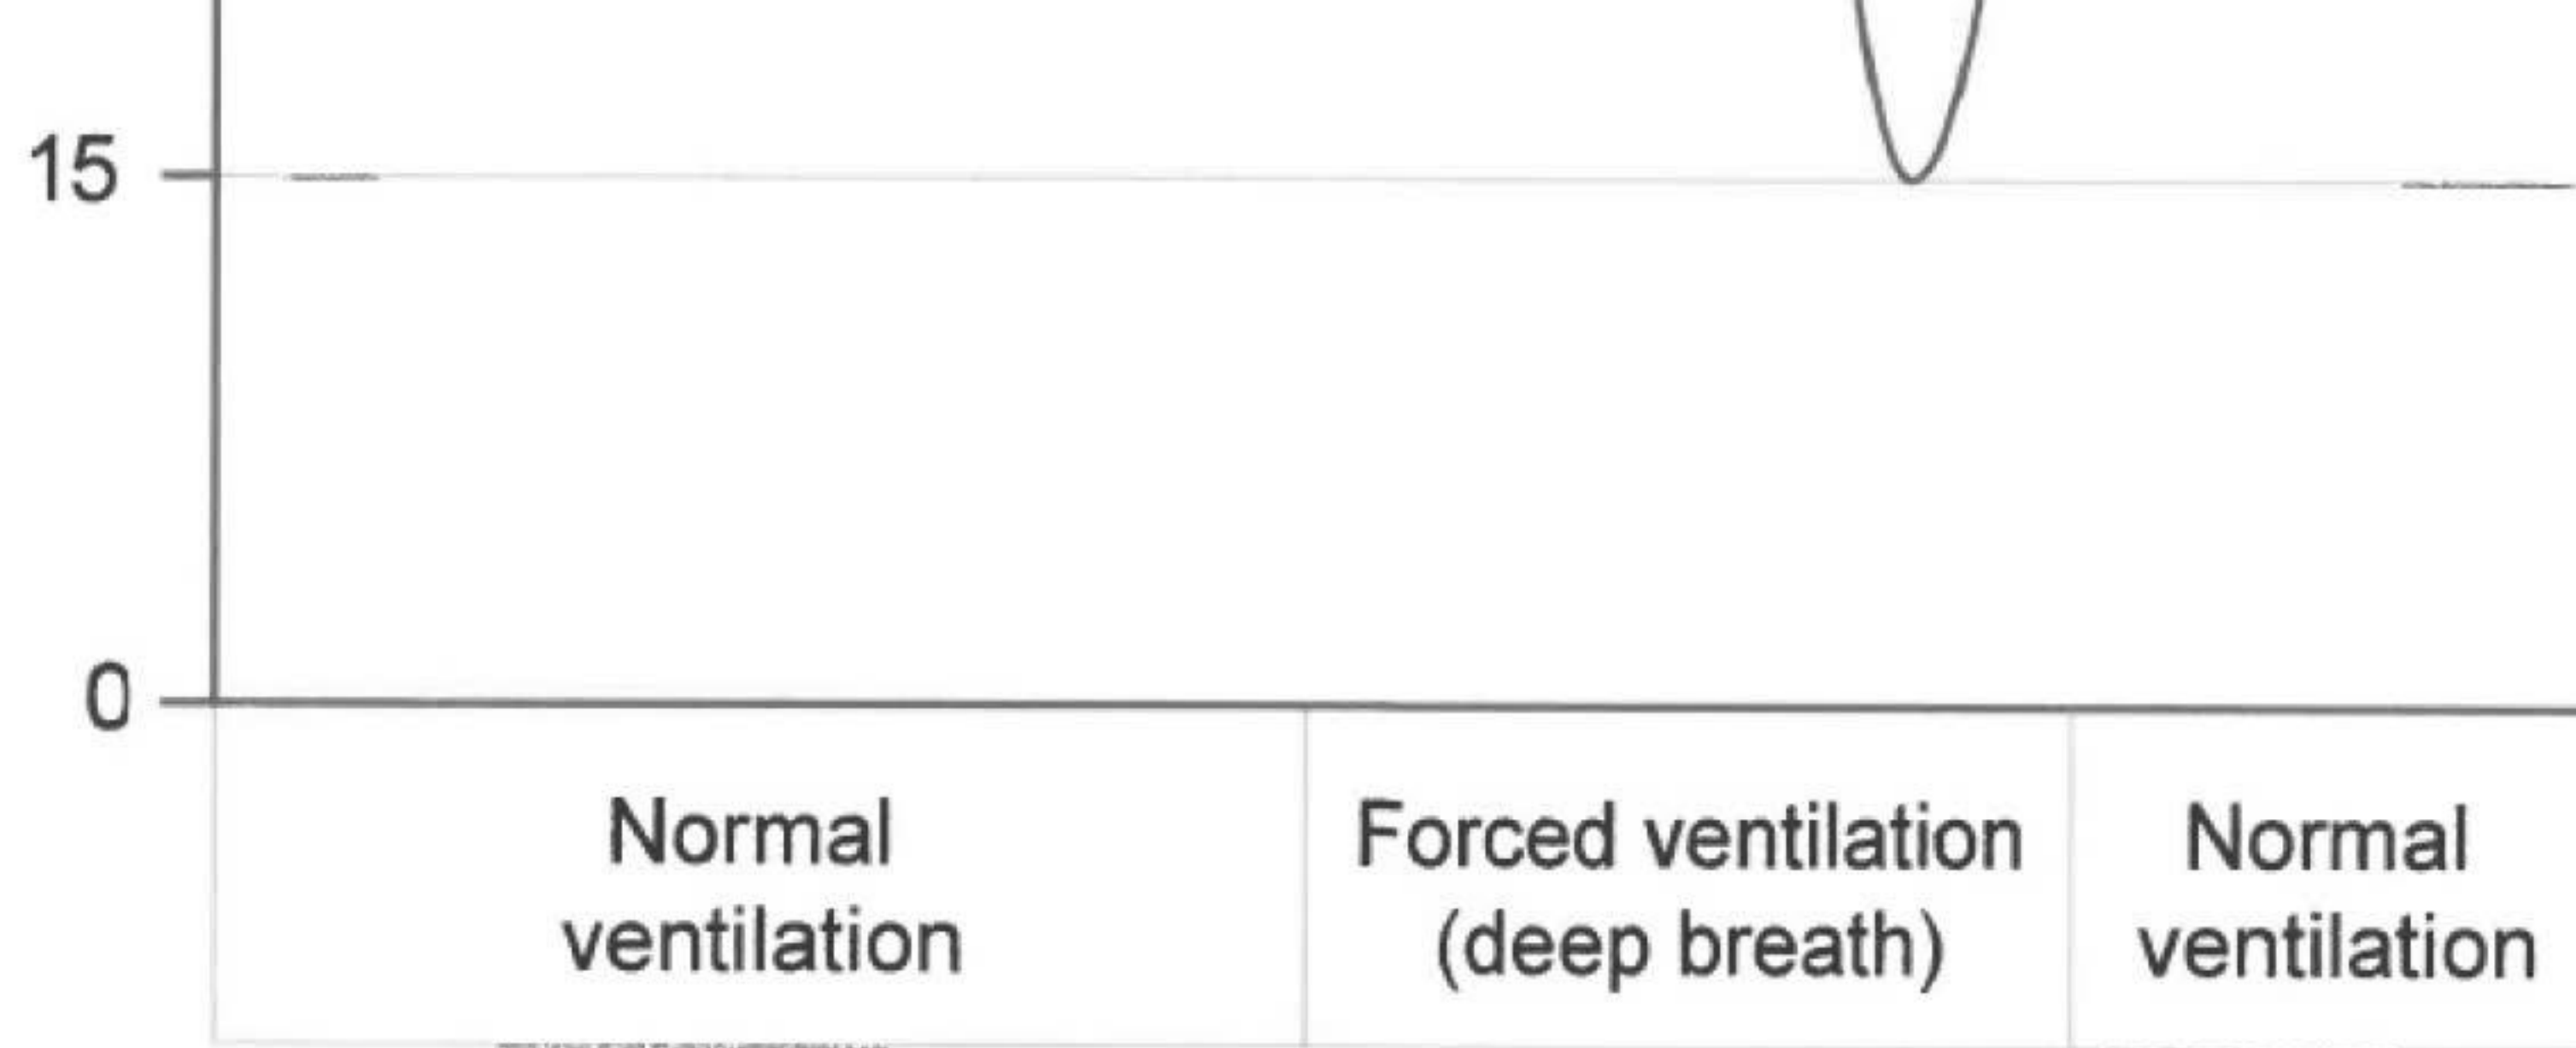 15
0
Normal
ventilation
Forced ventilation
(deep breath)
Normal
ventilation